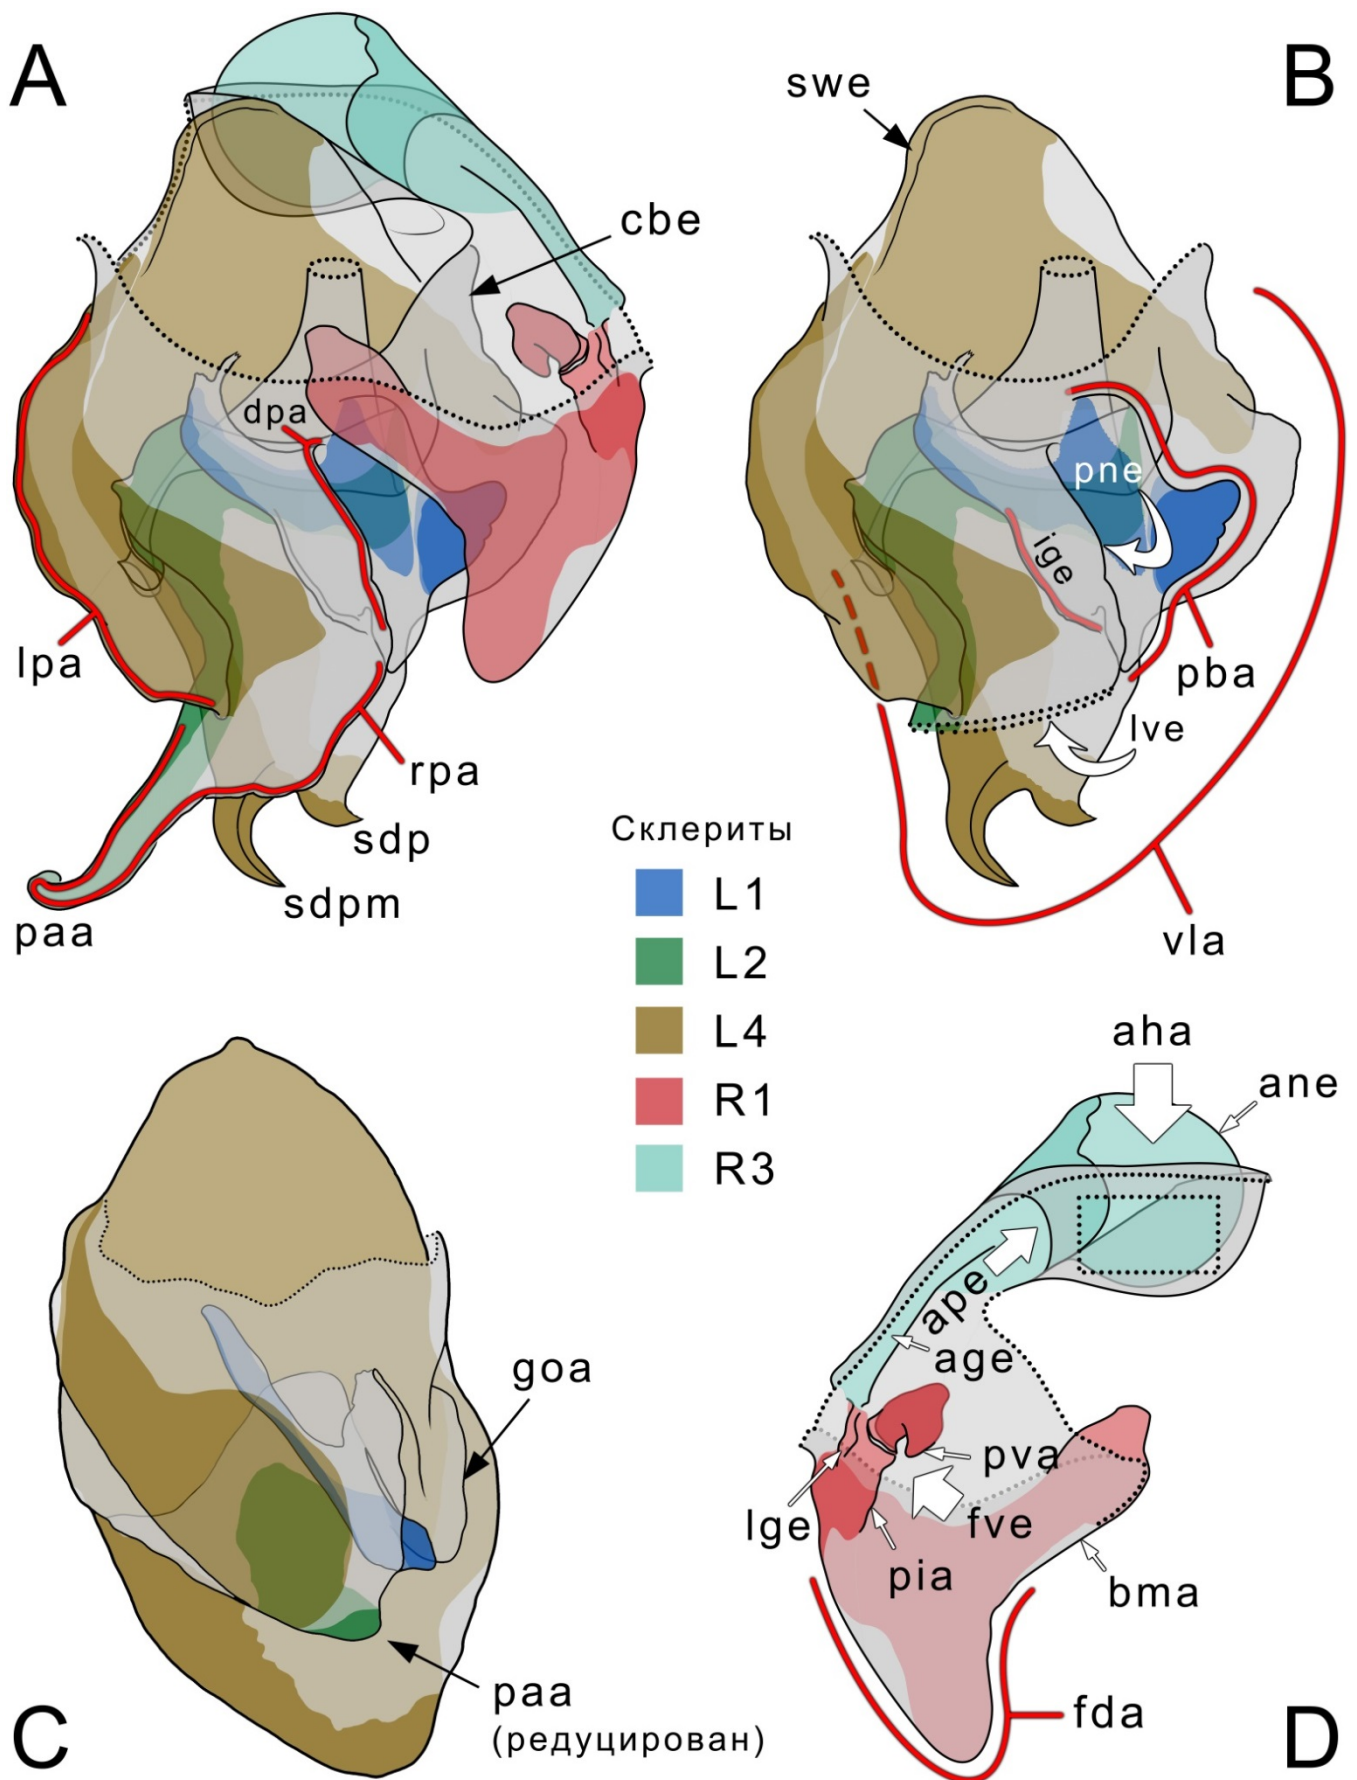 A
B
swe
cbe
dpa
pne
ige
lpa
pba
lve
rpa
sdp
sdpm
paa
vla
Склериты
L1
L2
L4
R1
R3
aha
ane
ape
age
goa
pva
lge
fve
pia
bma
paa
(редуцирован)
fda
C
D